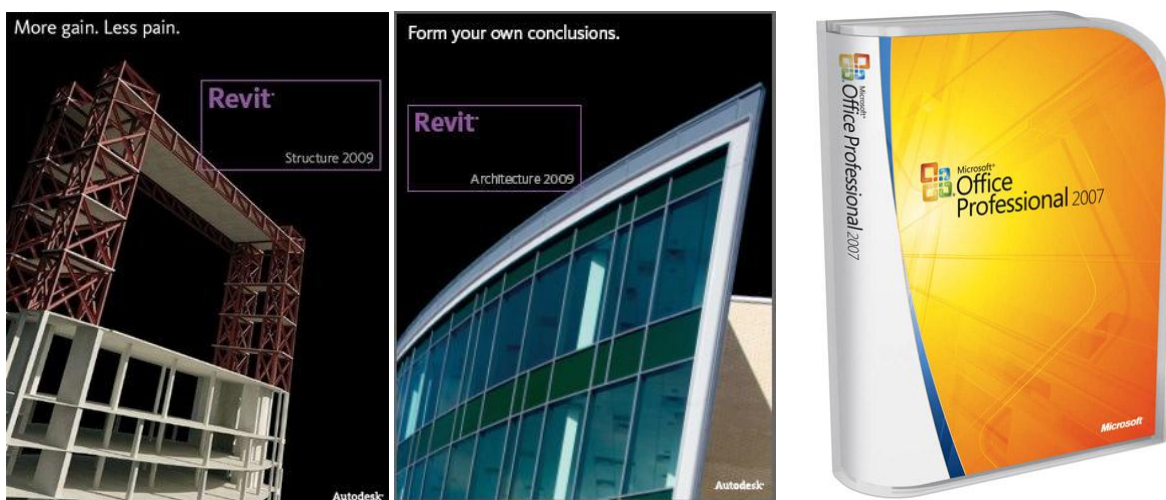 More gain. Less pain.
Revit
Structure 2009
Autodesk
Form your own conclusions.
Revit
Architecture 2009
Autodesk
Microsoft®
Office Professional 2007
Microsoft®
Office
Professional 2007
Microsoft